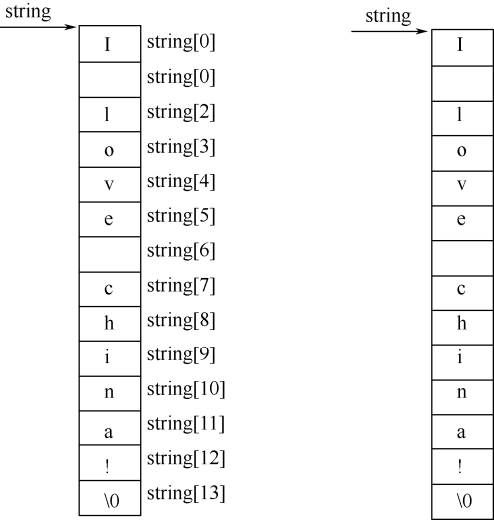 string
string
I string[0] I
string[0]
l string[2] l
o string[3] o
v string[4] v
e string[5] e
string[6]
c string[7] c
h string[8] h
i string[9] i
n string[10] n
a string[11] a
! string[12] !
\0 string[13] \0